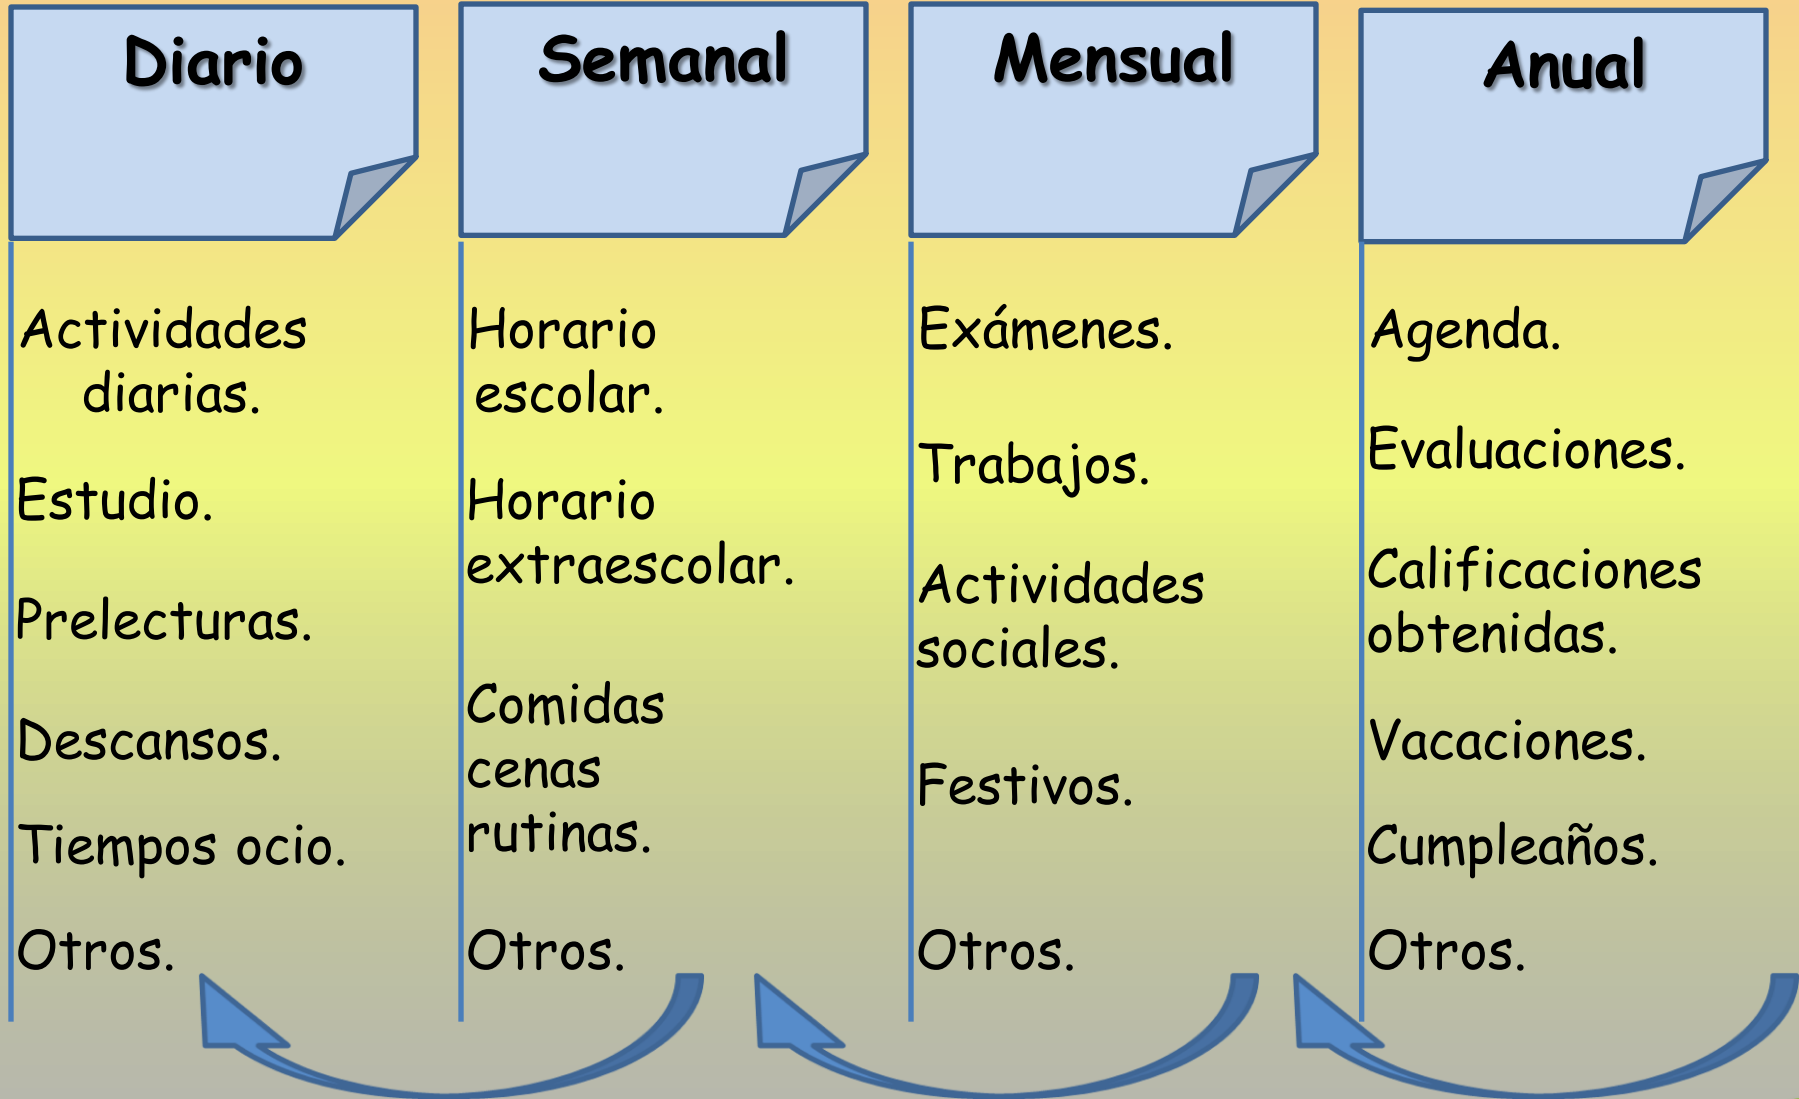 Diario
Actividades
diarias.
Estudio.
Prelecturas.
Descansos.
Tiempos ocio.
Otros.
Semanal
Horario
escolar.
Horario
extraescolar.
Comidas
cenas
rutinas.
Otros.
Mensual
Exámenes.
Trabajos.
Actividades
sociales.
Festivos.
Otros.
Anual
Agenda.
Evaluaciones.
Calificaciones
obtenidas.
Vacaciones.
Cumpleaños.
Otros.